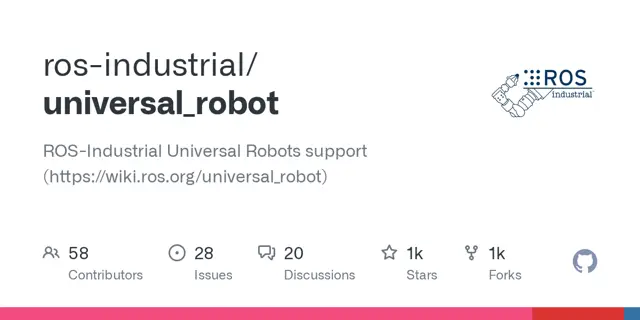 ros-industrial/
universal_robot
ROS
industrial
ROS-Industrial Universal Robots support
(https://wiki.ros.org/universal_robot)
58
Contributors
28
Issues
20
Discussions
1k
Stars
1k
Forks